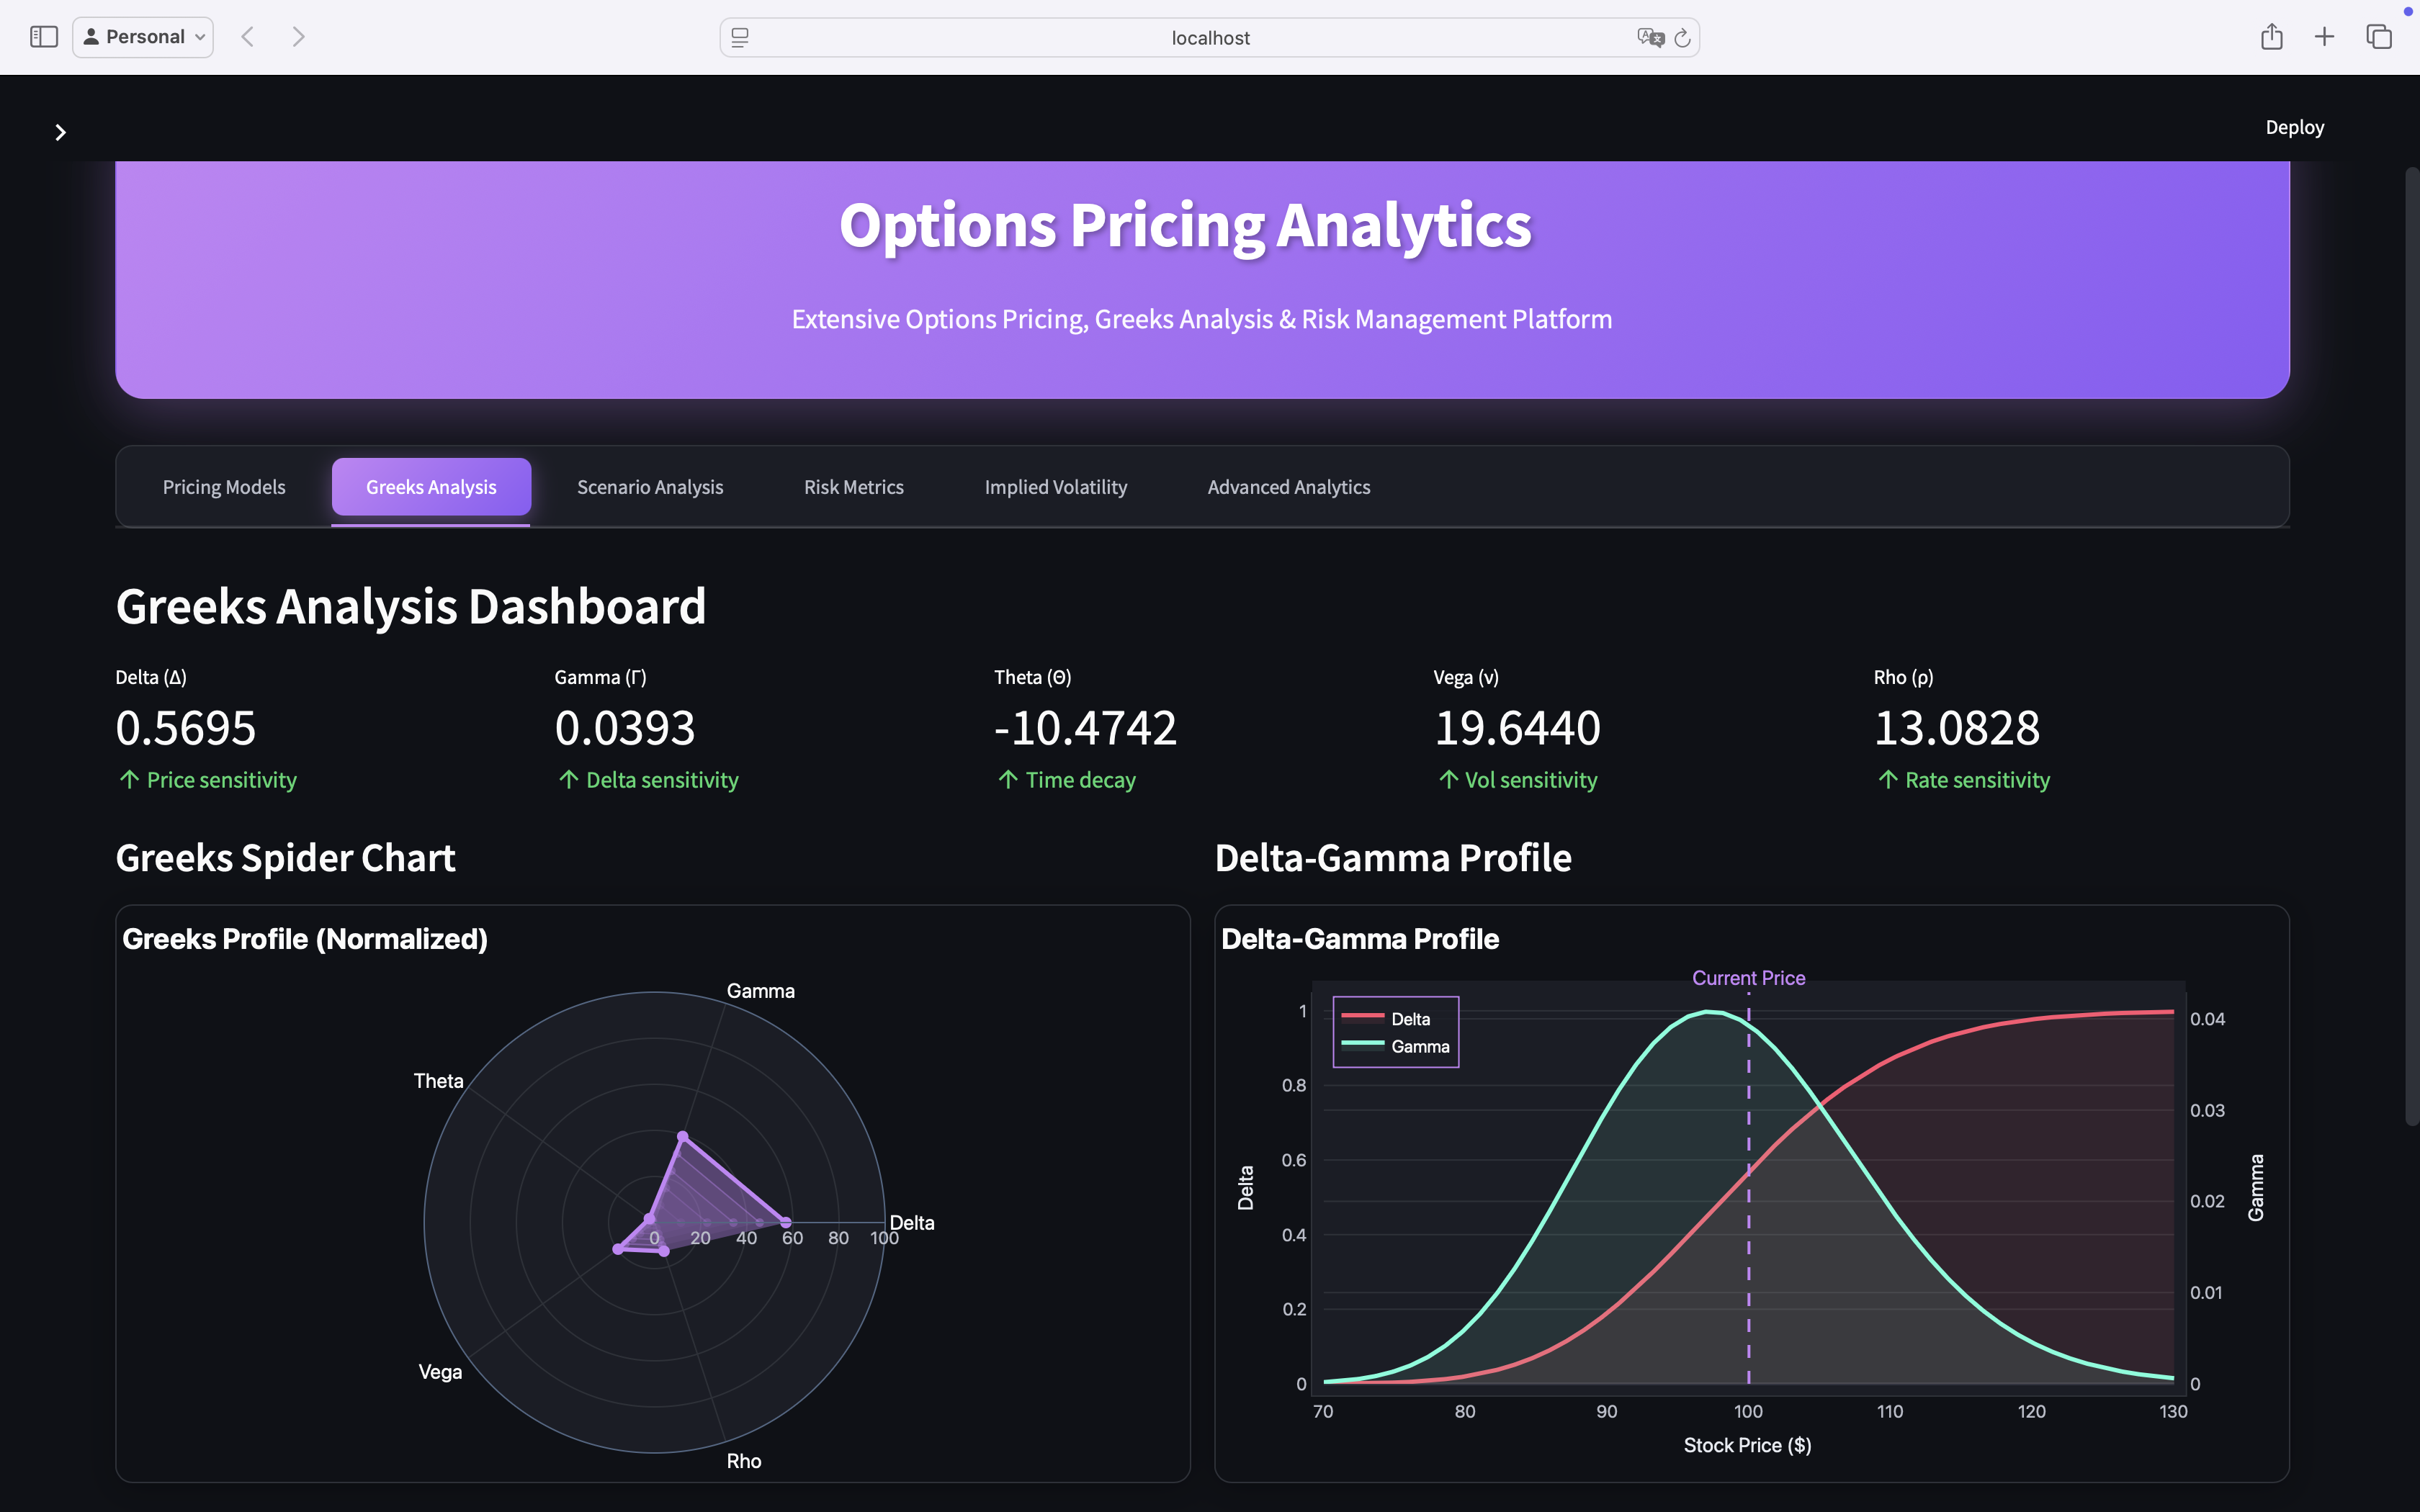 Personal
localhost
Deploy
Options Pricing Analytics
Extensive Options Pricing, Greeks Analysis & Risk Management Platform
Pricing Models
Greeks Analysis
Scenario Analysis
Risk Metrics
Implied Volatility
Advanced Analytics
Greeks Analysis Dashboard
Delta (Δ)
0.5695
↑ Price sensitivity
Gamma (Γ)
0.0393
↑ Delta sensitivity
Theta (Θ)
-10.4742
↑ Time decay
Vega (ν)
19.6440
↑ Vol sensitivity
Rho (ρ)
13.0828
↑ Rate sensitivity
Greeks Spider Chart
Greeks Profile (Normalized)
Gamma
Theta
Delta
0 20 40 60 80 100
Vega
Rho
Delta-Gamma Profile
Delta-Gamma Profile
Current Price
Delta
Gamma
1
0.8
0.6
0.4
0.2
0
Delta
0.04
0.03
0.02
0.01
0
Gamma
70 80 90 100 110 120 130
Stock Price ($)